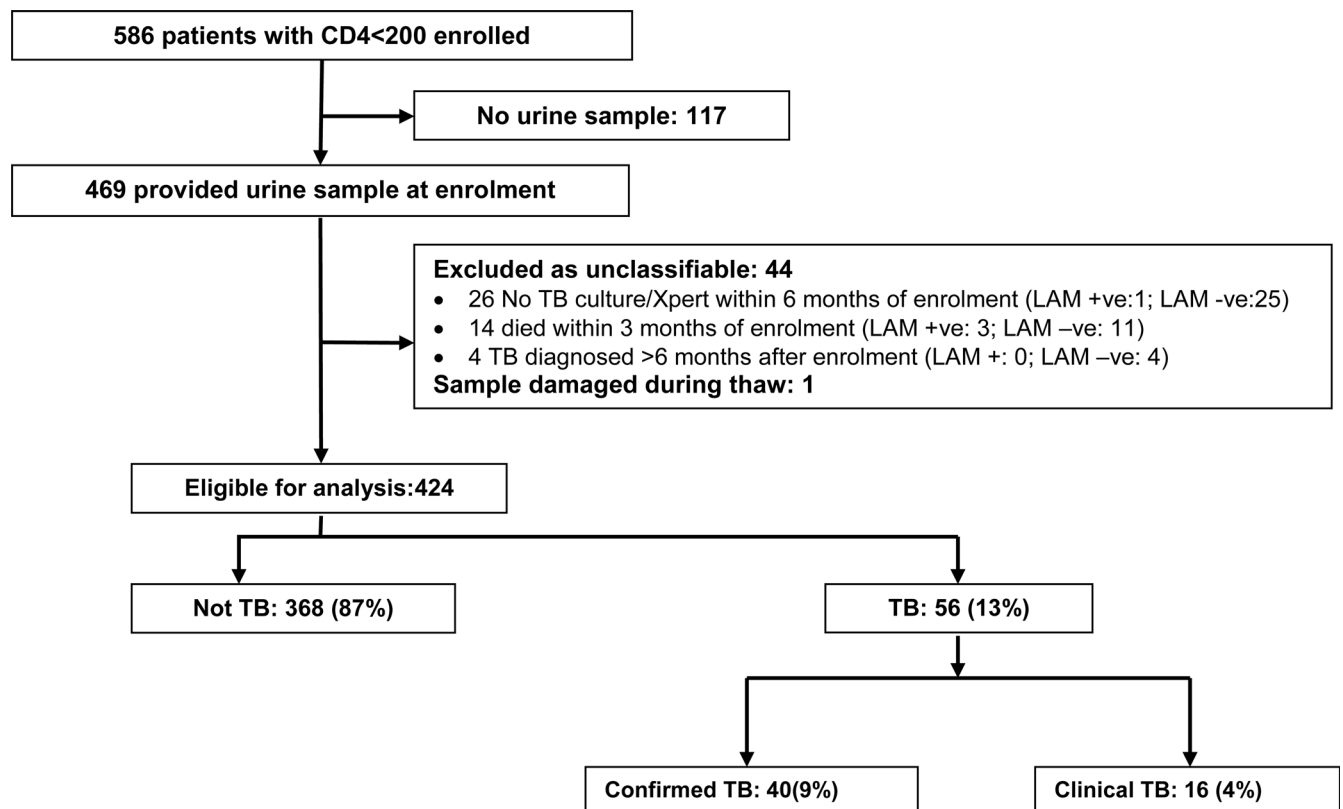 586 patients with CD4<200 enrolled
No urine sample: 117
469 provided urine sample at enrolment
Excluded as unclassifiable: 44
• 26 No TB culture/Xpert within 6 months of enrolment (LAM +ve:1; LAM -ve:25)
• 14 died within 3 months of enrolment (LAM +ve: 3; LAM –ve: 11)
• 4 TB diagnosed >6 months after enrolment (LAM +: 0; LAM –ve: 4)
Sample damaged during thaw: 1
Eligible for analysis:424
Not TB: 368 (87%)
TB: 56 (13%)
Confirmed TB: 40(9%)
Clinical TB: 16 (4%)